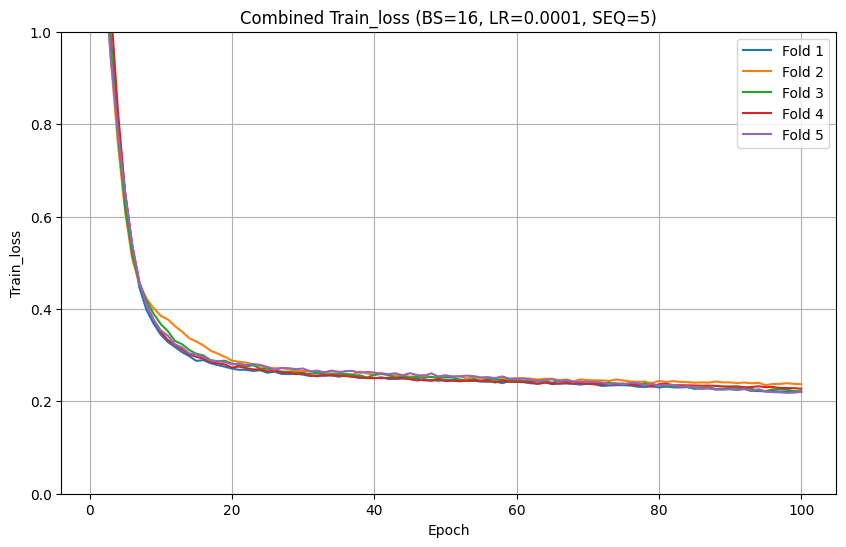 Combined Train_loss (BS=16, LR=0.0001, SEQ=5)
1.0
0.8
0.6
0.4
0.2
0.0
Train_loss
Fold 1
Fold 2
Fold 3
Fold 4
Fold 5
0 20 40 60 80 100
Epoch